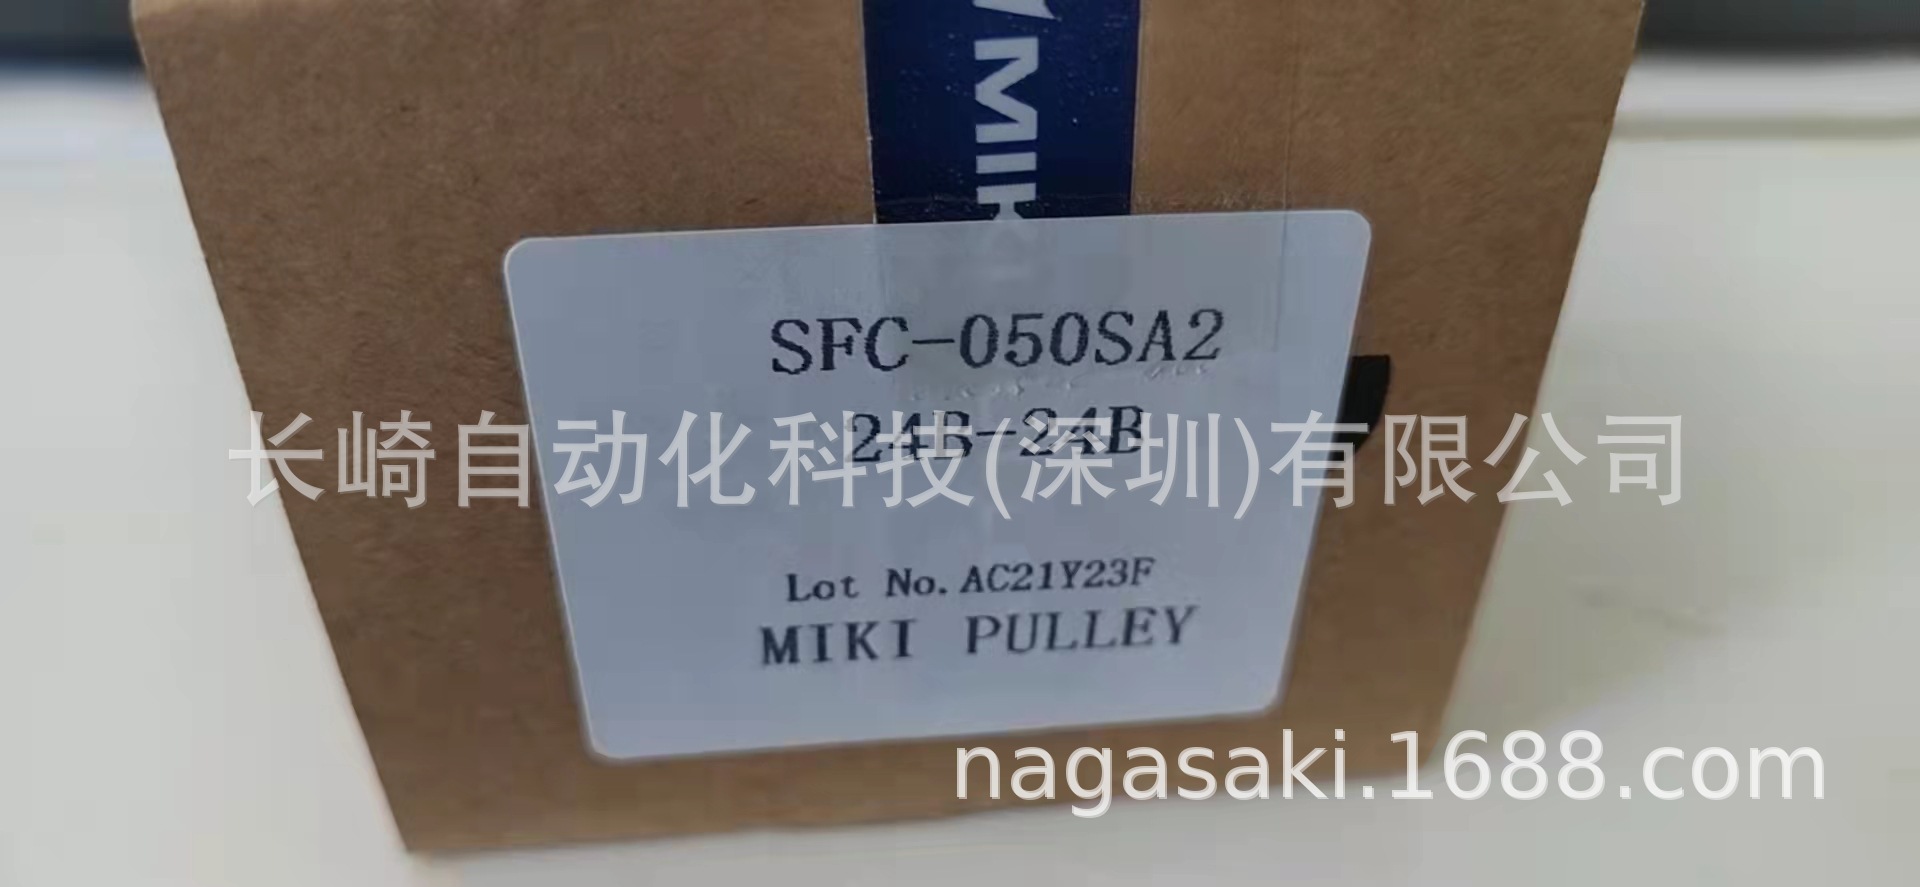 MIKI
SFC-050SA2
24B-24B
长崎自动化科技(深圳)有限公司
Lot No. AC21Y23F
MIKI PULLEY
nagasaki.1688.com